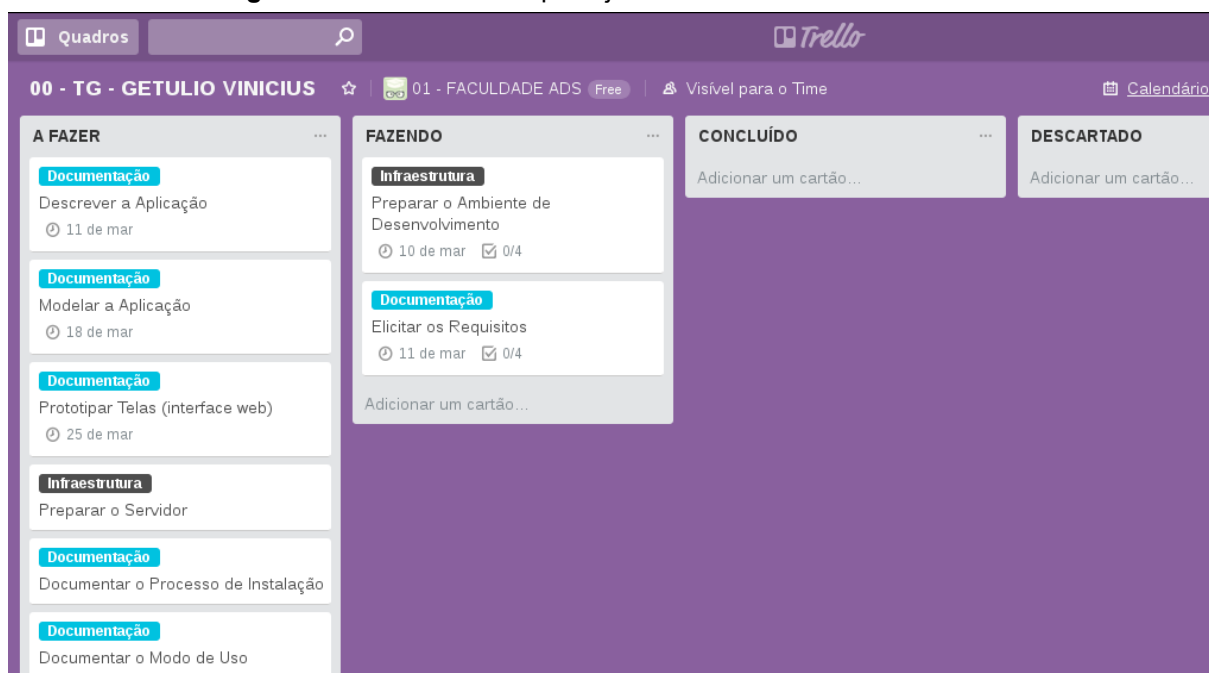 Quadros
Trello
00 - TG - GETULIO VINICIUS
01 - FACULDADE ADS Free
Visível para o Time
Calendário
A FAZER
Documentação
Descrever a Aplicação
11 de mar
Documentação
Modelar a Aplicação
18 de mar
Documentação
Prototipar Telas (interface web)
25 de mar
Infraestrutura
Preparar o Servidor
Documentação
Documentar o Processo de Instalação
Documentação
Documentar o Modo de Uso
FAZENDO
Infraestrutura
Preparar o Ambiente de
Desenvolvimento
10 de mar 0/4
Documentação
Elicitar os Requisitos
11 de mar 0/4
Adicionar um cartão...
CONCLUÍDO
Adicionar um cartão...
DESCARTADO
Adicionar um cartão...